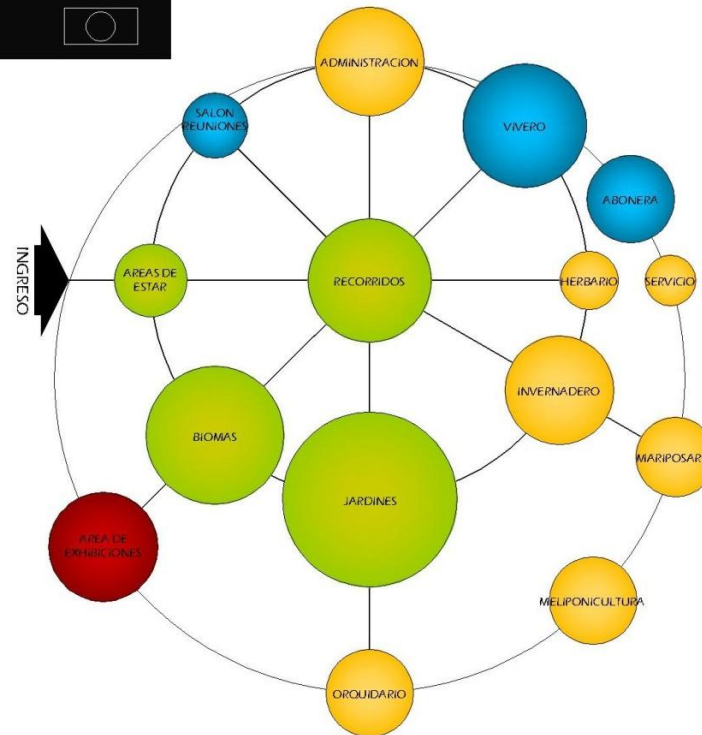 ADMINISTRACION
SALON
REUNIONES
VIVERO
ABONERA
INGRESO
AREAS DE
ESTAR
RECORRIDOS
HERBARIO
SERVICIO
INVERNADERO
BIOMAS
MARIPOSAR
JARDINES
AREA DE
EXHIBICIONES
MELIPONICULTURA
ORQUIDARIO